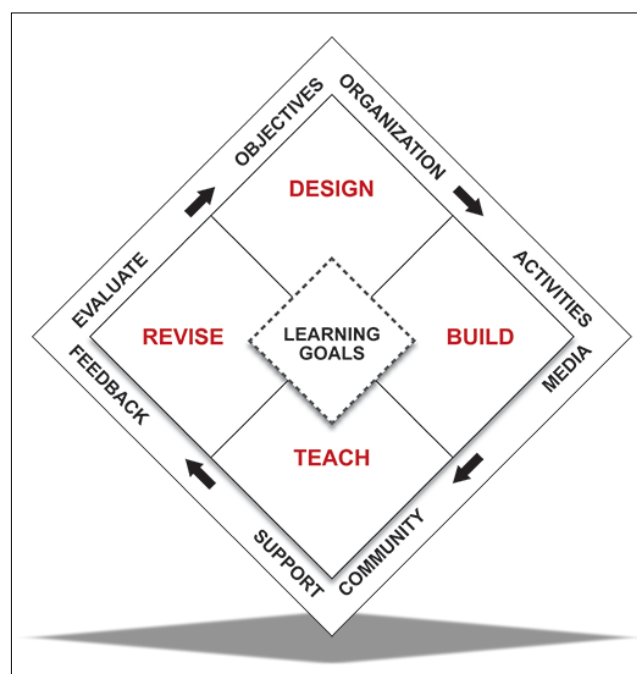 OBJECTIVES
ORGANIZATION
DESIGN
EVALUATE
ACTIVITIES
REVISE
LEARNING
GOALS
BUILD
FEEDBACK
MEDIA
TEACH
SUPPORT
COMMUNITY